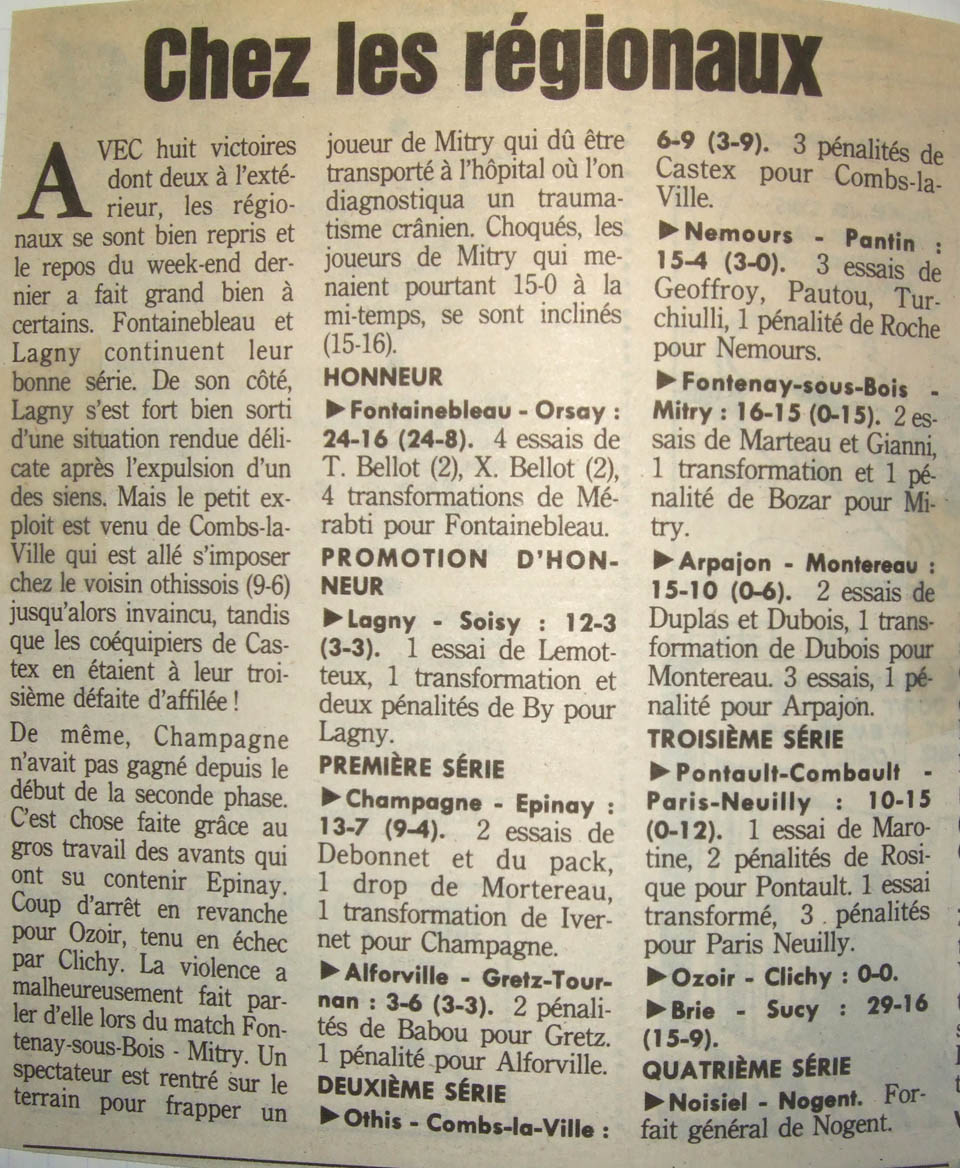 Chez les régionaux
AVEC huit victoires
dont deux à l'exté-
rieur, les régio-
naux se sont bien repris et
le repos du week-end der-
nier a fait grand bien à
certains. Fontainebleau et
Lagny continuent leur
bonne série. De son côté,
Lagny s'est fort bien sorti
d'une situation rendue déli-
cate après l'expulsion d'un
des siens. Mais le petit ex-
ploit est venu de Combs-la-
Ville qui est allé s'imposer
chez le voisin othissois (9-6)
jusqu'alors invaincu, tandis
que les coéquipiers de Cas-
tex en étaient à leur troi-
sième défaite d'affilée !
De même, Champagne
n'avait pas gagné depuis le
début de la seconde phase.
C'est chose faite grâce au
gros travail des avants qui
ont su contenir Epinay.
Coup d'arrêt en revanche
pour Ozoir, tenu en échec
par Clichy. La violence a
malheureusement fait par-
ler d'elle lors du match Fon-
tenay-sous-Bois - Mitry. Un
spectateur est rentré sur le
terrain pour frapper un
joueur de Mitry qui dû être
transporté à l'hôpital où l'on
diagnostiqua un trauma-
tisme crânien. Choqués, les
joueurs de Mitry qui me-
naient pourtant 15-0 à la
mi-temps, se sont inclinés
(15-16).
HONNEUR
►Fontainebleau - Orsay :
24-16 (24-8). 4 essais de
T. Bellot (2), X. Bellot (2),
4 transformations de Mé-
rabti pour Fontainebleau.
PROMOTION D'HON-
NEUR
►Lagny - Soisy : 12-3
(3-3). 1 essai de Lemot-
teux, 1 transformation et
deux pénalités de By pour
Lagny.
PREMIÈRE SÉRIE
►Champagne - Epinay :
13-7 (9-4). 2 essais de
Debonnet et du pack,
1 drop de Mortereau,
1 transformation de Iver-
net pour Champagne.
►Alforville - Gretz-Tour-
nan : 3-6 (3-3). 2 pénali-
tés de Babou pour Gretz.
1 pénalité pour Alforville.
DEUXIÈME SÉRIE
►Othis - Combs-la-Ville :
6-9 (3-9). 3 pénalités de
Castex pour Combs-la-
Ville.
►Nemours - Pantin :
15-4 (3-0). 3 essais de
Geoffroy, Pautou, Tur-
chiulli, 1 pénalité de Roche
pour Nemours.
►Fontenay-sous-Bois -
Mitry : 16-15 (0-15). 2 es-
sais de Marteau et Gianni,
1 transformation et 1 pé-
nalité de Bozar pour Mi-
try.
►Arpajon - Montereau :
15-10 (0-6). 2 essais de
Duplas et Dubois, 1 trans-
formation de Dubois pour
Montereau. 3 essais, 1 pé-
nalité pour Arpajon.
TROISIÈME SÉRIE
►Pontault-Combault -
Paris-Neuilly : 10-15
(0-12). 1 essai de Maro-
tine, 2 pénalités de Rosi-
que pour Pontault. 1 essai
transformé, 3 pénalités
pour Paris Neuilly.
►Ozoir - Clichy : 0-0.
►Brie - Sucy : 29-16
(15-9).
QUATRIÈME SÉRIE
►Noisiel - Nogent. For-
fait général de Nogent.